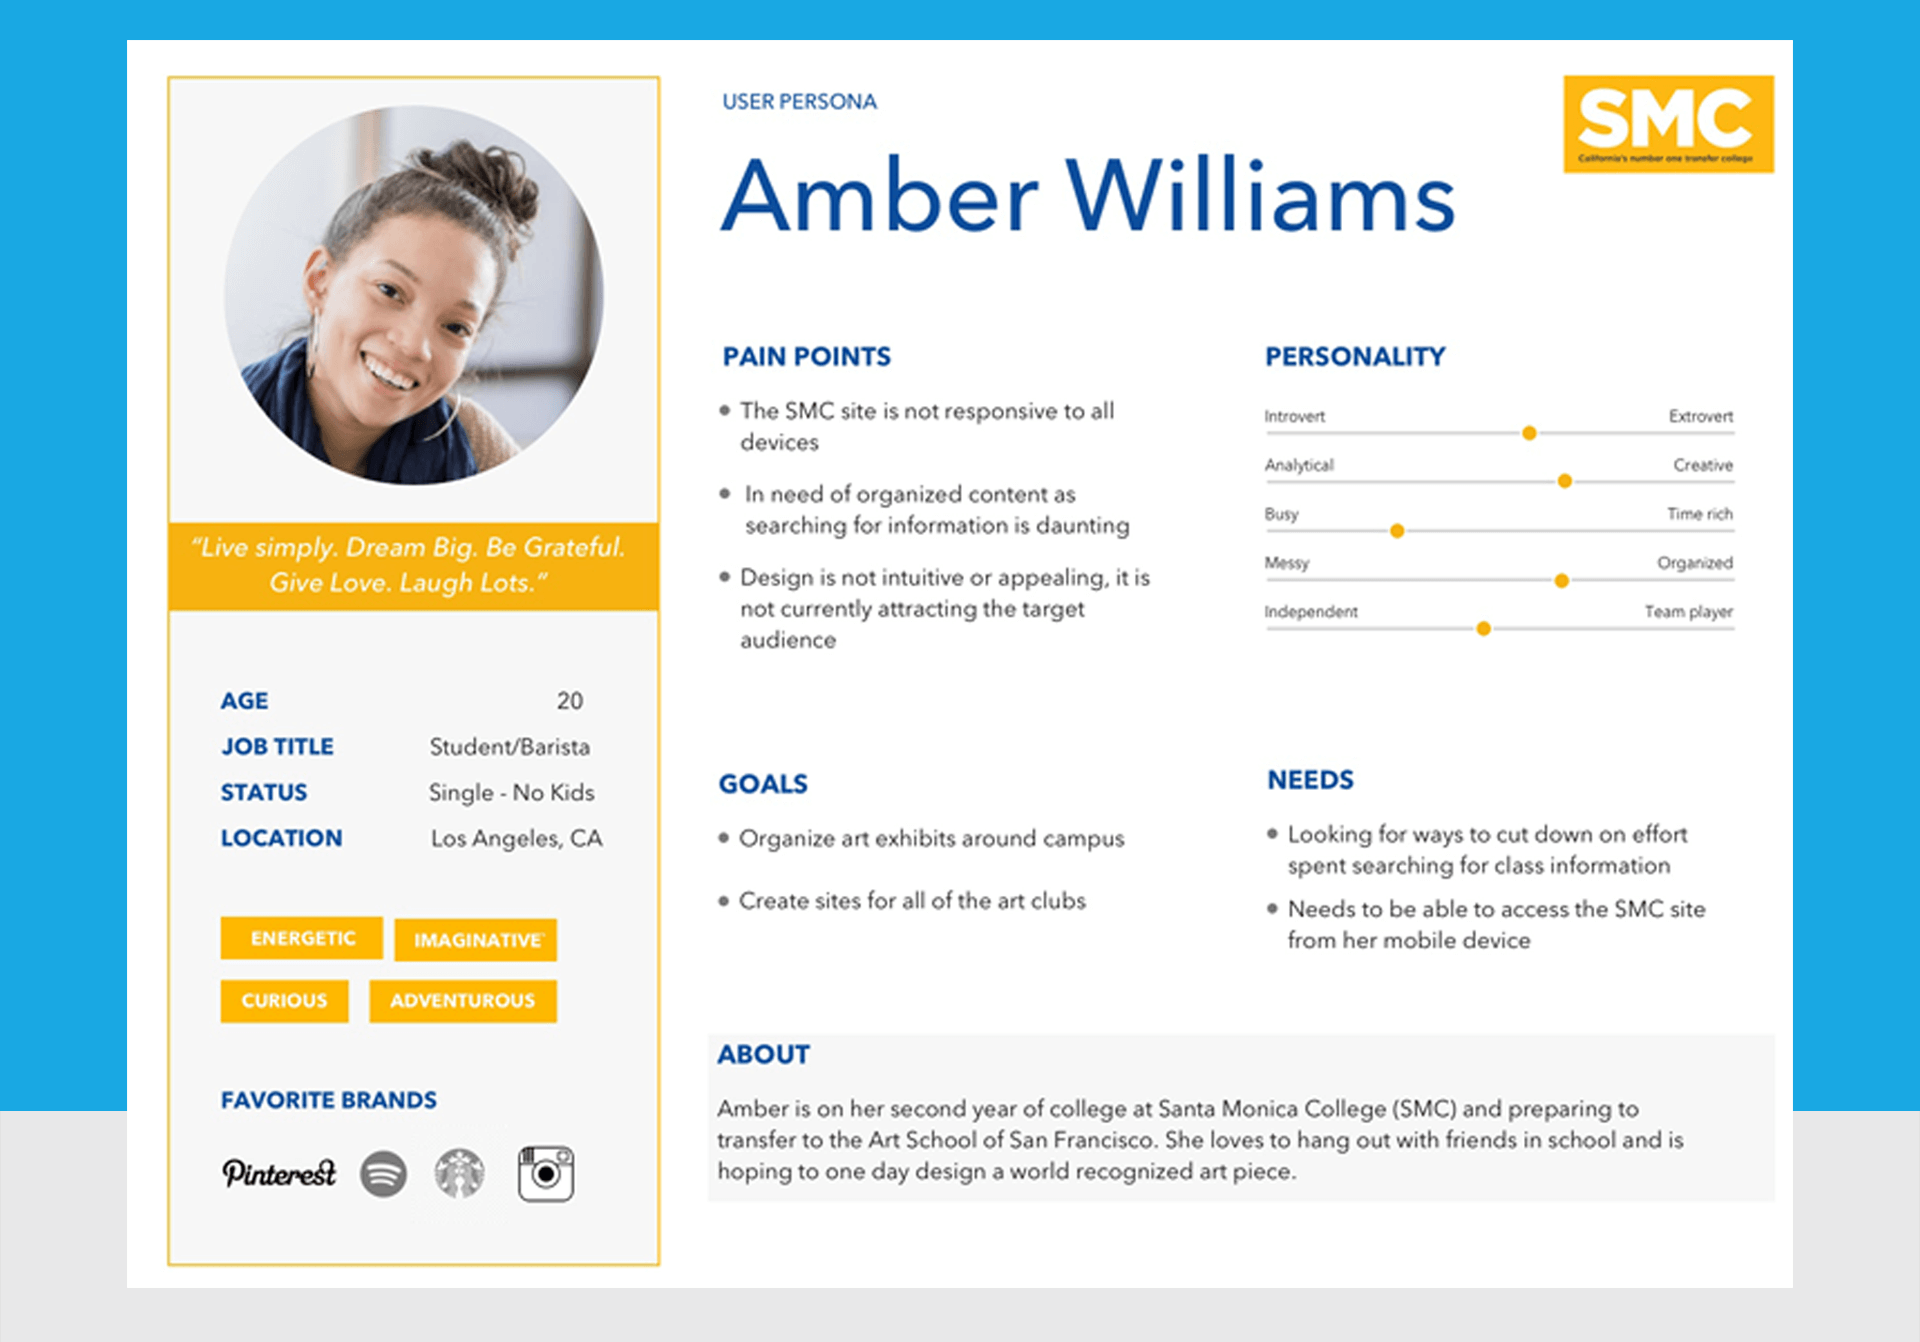 USER PERSONA
Amber Williams
SMC
California's number one transfer college
"Live simply. Dream Big. Be Grateful.
Give Love. Laugh Lots."
AGE 20
JOB TITLE Student/Barista
STATUS Single - No Kids
LOCATION Los Angeles, CA
ENERGETIC IMAGINATIVE
CURIOUS ADVENTUROUS
FAVORITE BRANDS
Pinterest
PAIN POINTS
• The SMC site is not responsive to all
devices
• In need of organized content as
searching for information is daunting
• Design is not intuitive or appealing, it is
not currently attracting the target
audience
PERSONALITY
Introvert Extrovert
Analytical Creative
Busy Time rich
Messy Organized
Independent Team player
GOALS
• Organize art exhibits around campus
• Create sites for all of the art clubs
NEEDS
• Looking for ways to cut down on effort
spent searching for class information
• Needs to be able to access the SMC site
from her mobile device
ABOUT
Amber is on her second year of college at Santa Monica College (SMC) and preparing to
transfer to the Art School of San Francisco. She loves to hang out with friends in school and is
hoping to one day design a world recognized art piece.